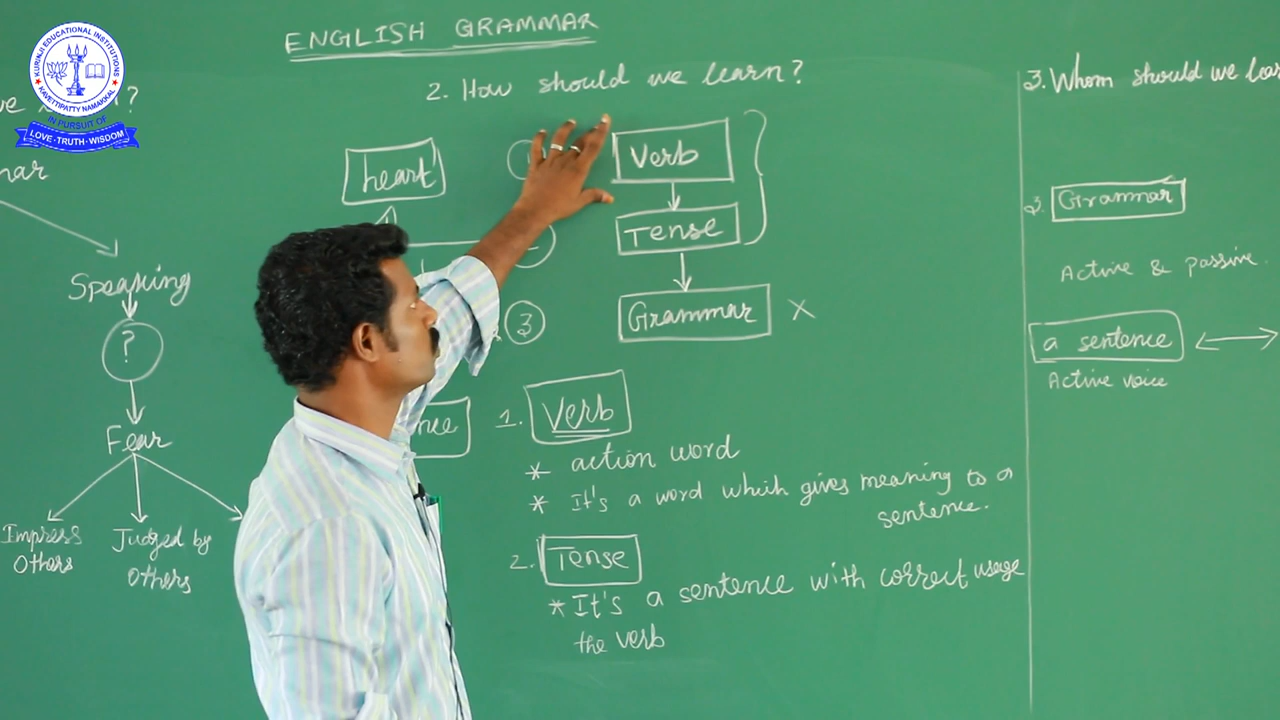 KURINJI EDUCATIONAL INSTITUTIONS
KAVETTIPATTY NAMAKKAL
IN PURSUIT OF
LOVE · TRUTH · WISDOM
ENGLISH GRAMMAR
?
Speaking
?
Fear
Impress
Others
Judged by
Others
2. How should we learn?
heart
Verb
Tense
3
Grammar X
1. Verb
* action word
* It's a word which gives meaning to a
sentence.
2. Tense
* It's a sentence with correct usage
the verb
3. Whom should we
Grammar
Active & passive.
a sentence
Active voice